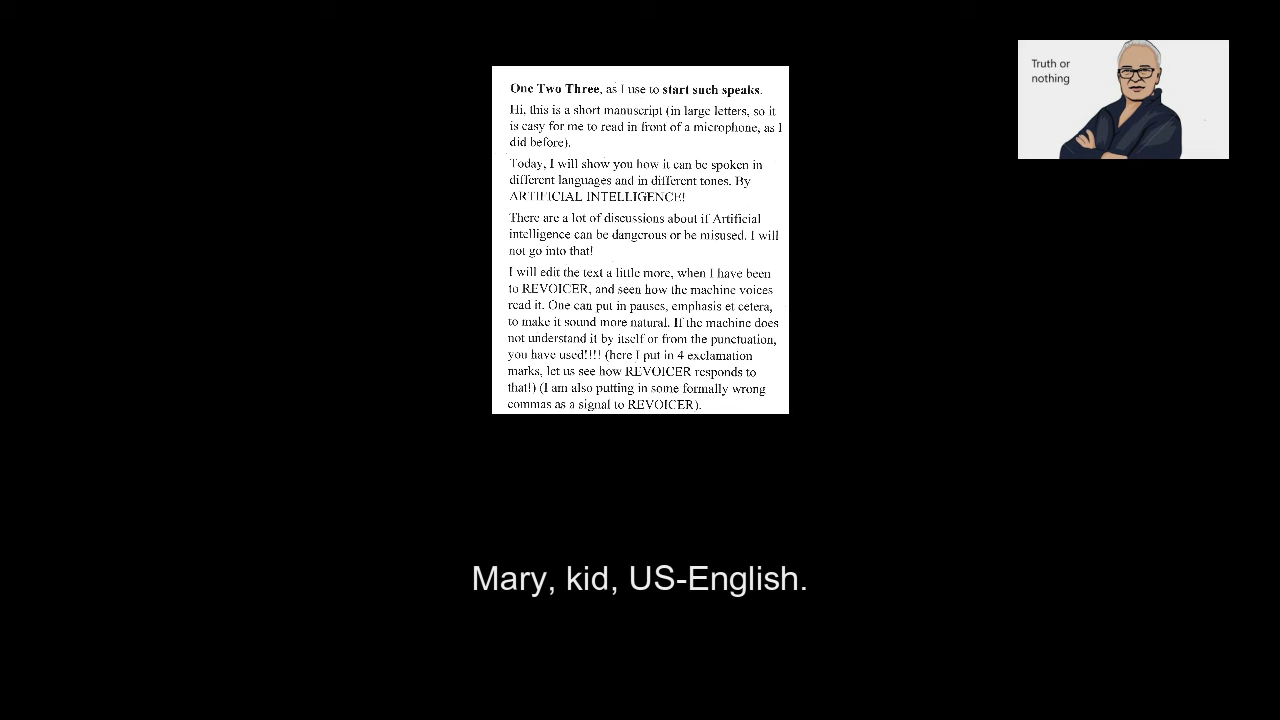 Truth or
nothing
One Two Three, as I use to start such speaks.
Hi, this is a short manuscript (in large letters, so it
is easy for me to read in front of a microphone, as I
did before).
Today, I will show you how it can be spoken in
different languages and in different tones. By
ARTIFICIAL INTELLIGENCE!
There are a lot of discussions about if Artificial
intelligence can be dangerous or be misused. I will
not go into that!
I will edit the text a little more, when I have been
to REVOICER, and seen how the machine voices
read it. One can put in pauses, emphasis et cetera,
to make it sound more natural. If the machine does
not understand it by itself or from the punctuation,
you have used!!!! (here I put in 4 exclamation
marks, let us see how REVOICER responds to
that!) (I am also putting in some formally wrong
commas as a signal to REVOICER).
Mary, kid, US-English.